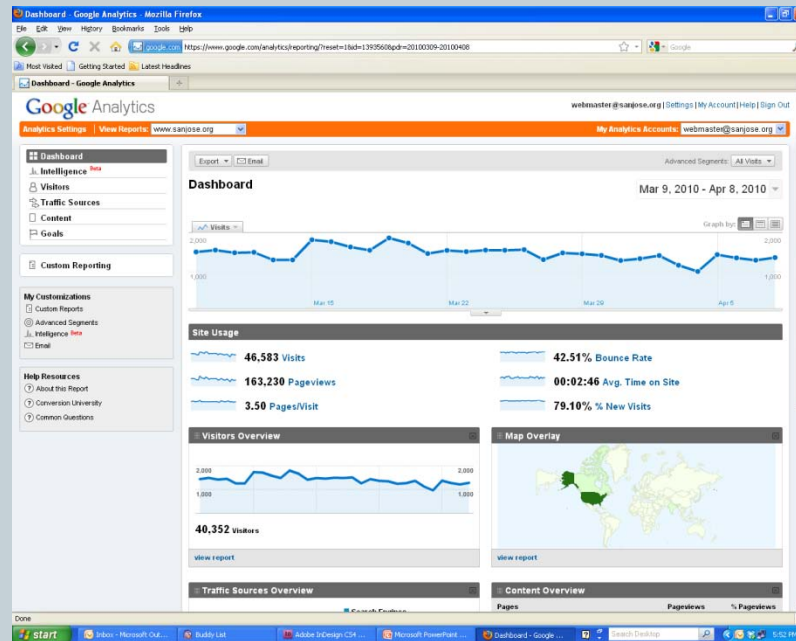 Dashboard - Google Analytics - Mozilla Firefox
File Edit View History Bookmarks Tools Help
google.com https://www.google.com/analytics/reporting/?reset=1&id=13935608pdr=20100309-20100408
Google
Most Visited Getting Started Latest Headlines
Dashboard - Google Analytics
Google Analytics
webmaster@sanjose.org | Settings | My Account | Help | Sign Out
Analytics Settings | View Reports: www.sanjose.org
My Analytics Accounts: webmaster@sanjose.org
Dashboard
Intelligence Beta
Visitors
Traffic Sources
Content
Goals
Custom Reporting
My Customizations
Custom Reports
Advanced Segments
Intelligence Beta
Email
Help Resources
About this Report
Conversion University
Common Questions
Export Email
Advanced Segments: All Visits
Dashboard
Mar 9, 2010 - Apr 8, 2010
Visits
Graph by:
2,000 2,000
1,000 1,000
Mar 15 Mar 22 Mar 29 Apr 5
Site Usage
46,583 Visits
42.51% Bounce Rate
163,230 Pageviews
00:02:46 Avg. Time on Site
3.50 Pages/Visit
79.10% % New Visits
Visitors Overview
2,000 2,000
1,000 1,000
40,352 Visitors
view report
Map Overlay
view report
Traffic Sources Overview
Search Engines
Content Overview
Pages Pageviews % Pageviews
Done
start Inbox - Microsoft Out... Buddy List Adobe InDesign CS4 ... Microsoft PowerPoint ... Dashboard - Google ... Search Desktop 5:52 PM